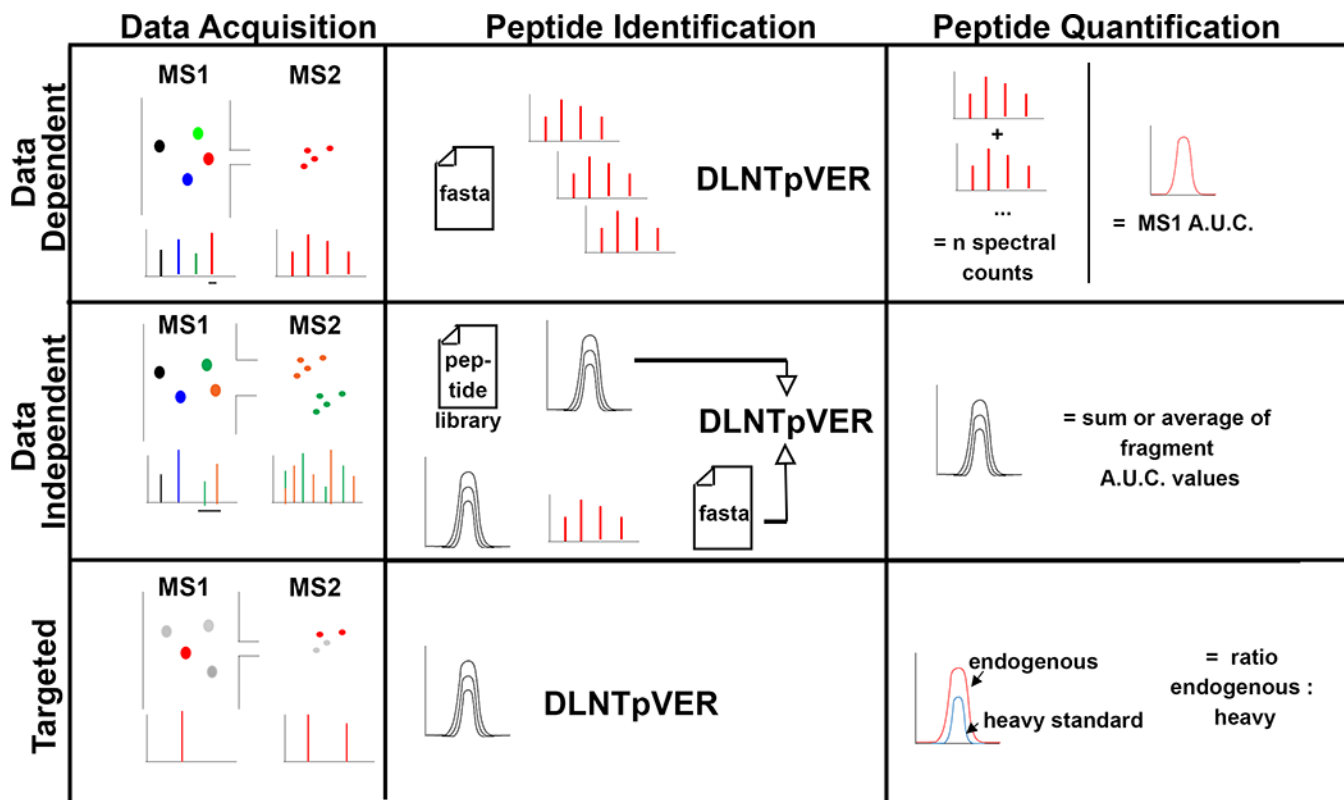 Data Acquisition
Peptide Identification
Peptide Quantification
Data
Dependent
MS1
MS2
fasta
DLNTpVER
+
...
= n spectral
counts
= MS1 A.U.C.
Data
Independent
MS1
MS2
pep-
tide
library
DLNTpVER
fasta
= sum or average of
fragment
A.U.C. values
Targeted
MS1
MS2
DLNTpVER
endogenous
heavy standard
= ratio
endogenous :
heavy